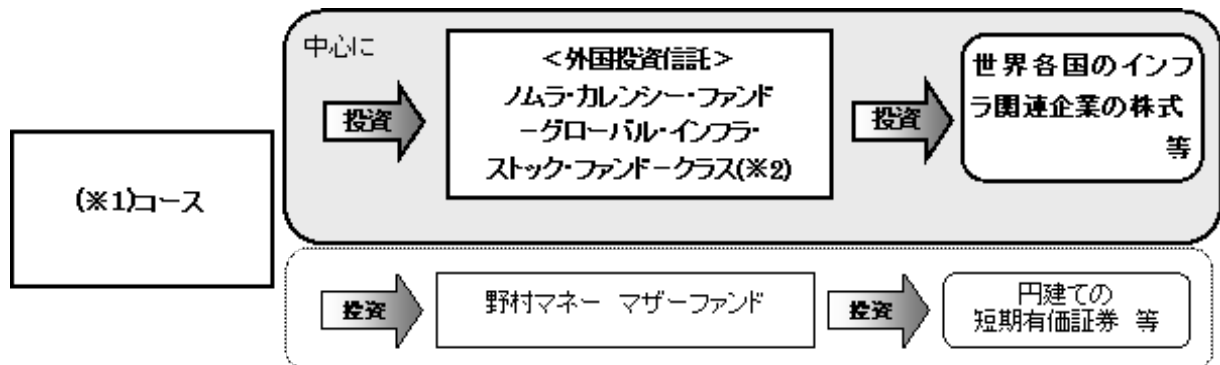 (※1)コース
中心に
投資
<外国投資信託>
ノムラ・カレンシー・ファンド
－グローバル・インフラ・
ストック・ファンド－クラス(※2)
投資
世界各国のインフ
ラ関連企業の株式
等
投資
野村マネー マザーファンド
投資
円建ての
短期有価証券 等